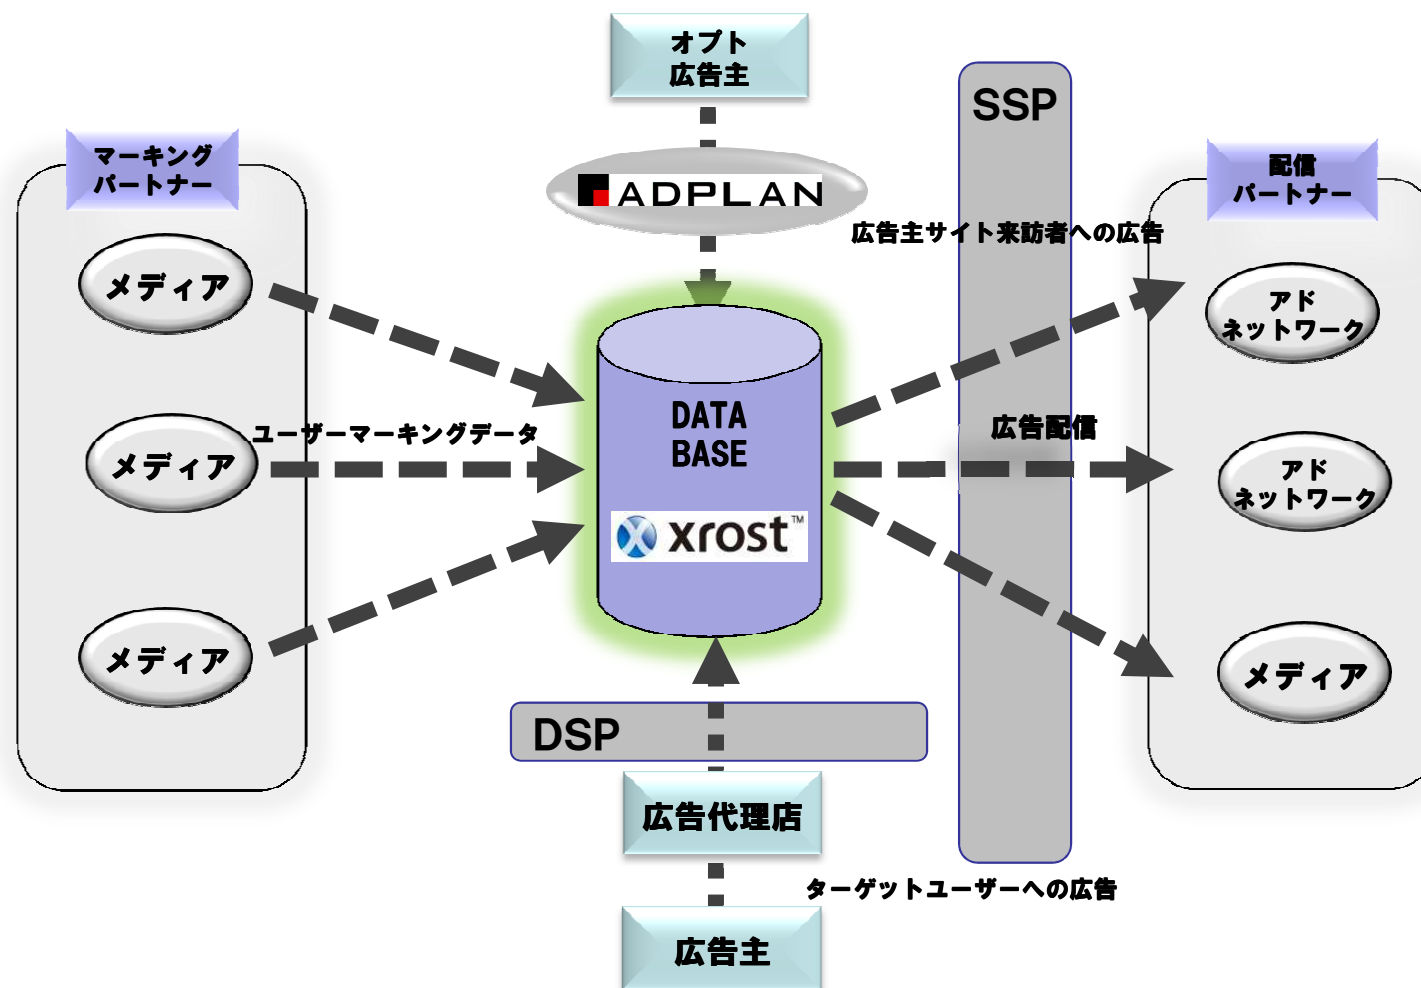 オプト
広告主
SSP
マーキング
パートナー
配信
パートナー
ADPLAN
広告主サイト来訪者への広告
メディア
アド
ネットワーク
DATA
BASE
ユーザーマーキングデータ
広告配信
メディア
アド
ネットワーク
xrost™
メディア
メディア
DSP
広告代理店
ターゲットユーザーへの広告
広告主